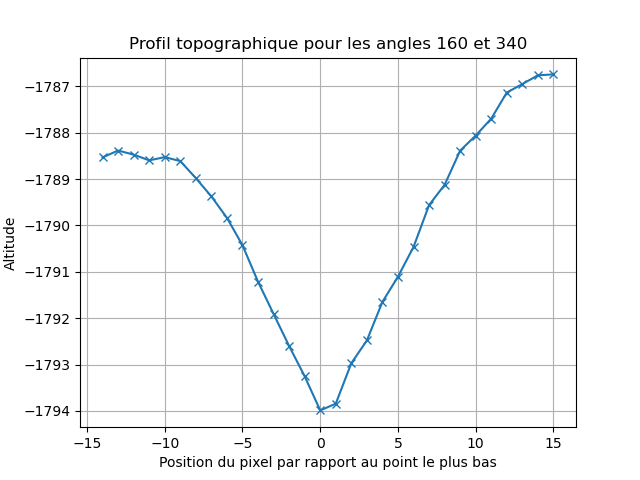 Profil topographique pour les angles 160 et 340
Altitude
−1787
−1788
−1789
−1790
−1791
−1792
−1793
−1794
−15 −10 −5 0 5 10 15
Position du pixel par rapport au point le plus bas